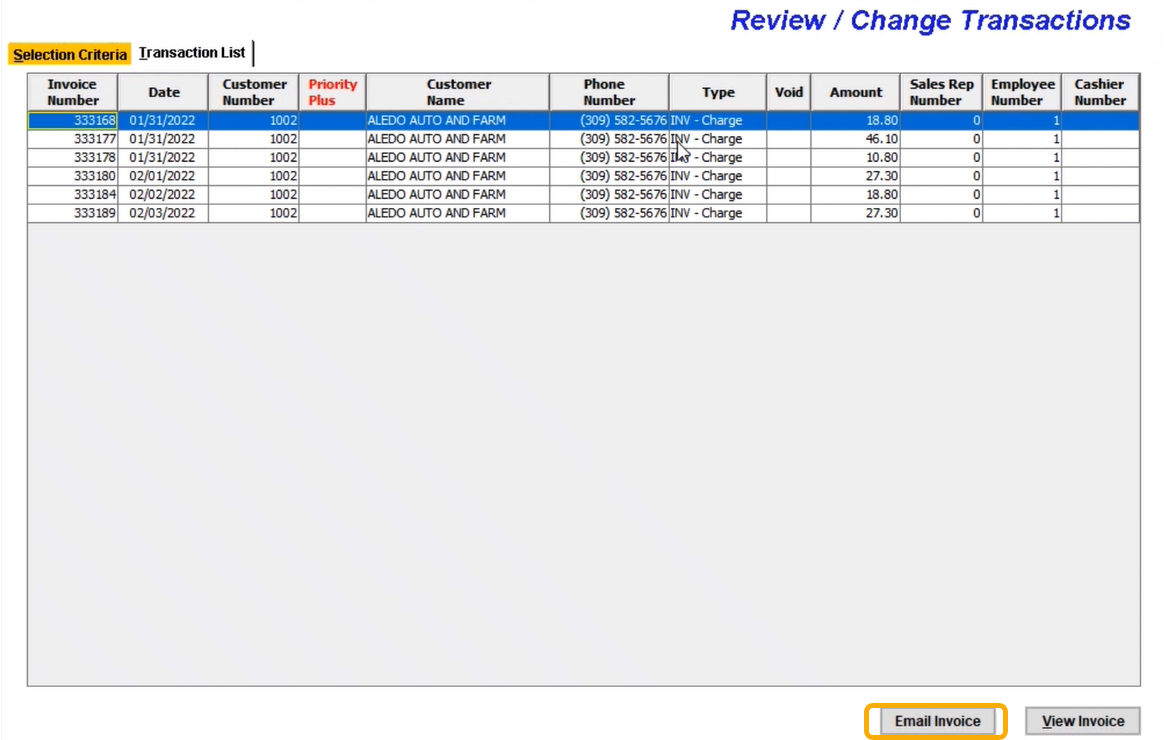 Review / Change Transactions
Selection Criteria Transaction List
Invoice Number Date Customer Number Priority Plus Customer Name Phone Number Type Void Amount Sales Rep Number Employee Number Cashier Number
333168 01/31/2022 1002 ALEDO AUTO AND FARM (309) 582-5676 INV - Charge 18.80 0 1
333177 01/31/2022 1002 ALEDO AUTO AND FARM (309) 582-5676 INV - Charge 46.10 0 1
333178 01/31/2022 1002 ALEDO AUTO AND FARM (309) 582-5676 INV - Charge 10.80 0 1
333180 02/01/2022 1002 ALEDO AUTO AND FARM (309) 582-5676 INV - Charge 27.30 0 1
333184 02/02/2022 1002 ALEDO AUTO AND FARM (309) 582-5676 INV - Charge 18.80 0 1
333189 02/03/2022 1002 ALEDO AUTO AND FARM (309) 582-5676 INV - Charge 27.30 0 1
Email Invoice View Invoice